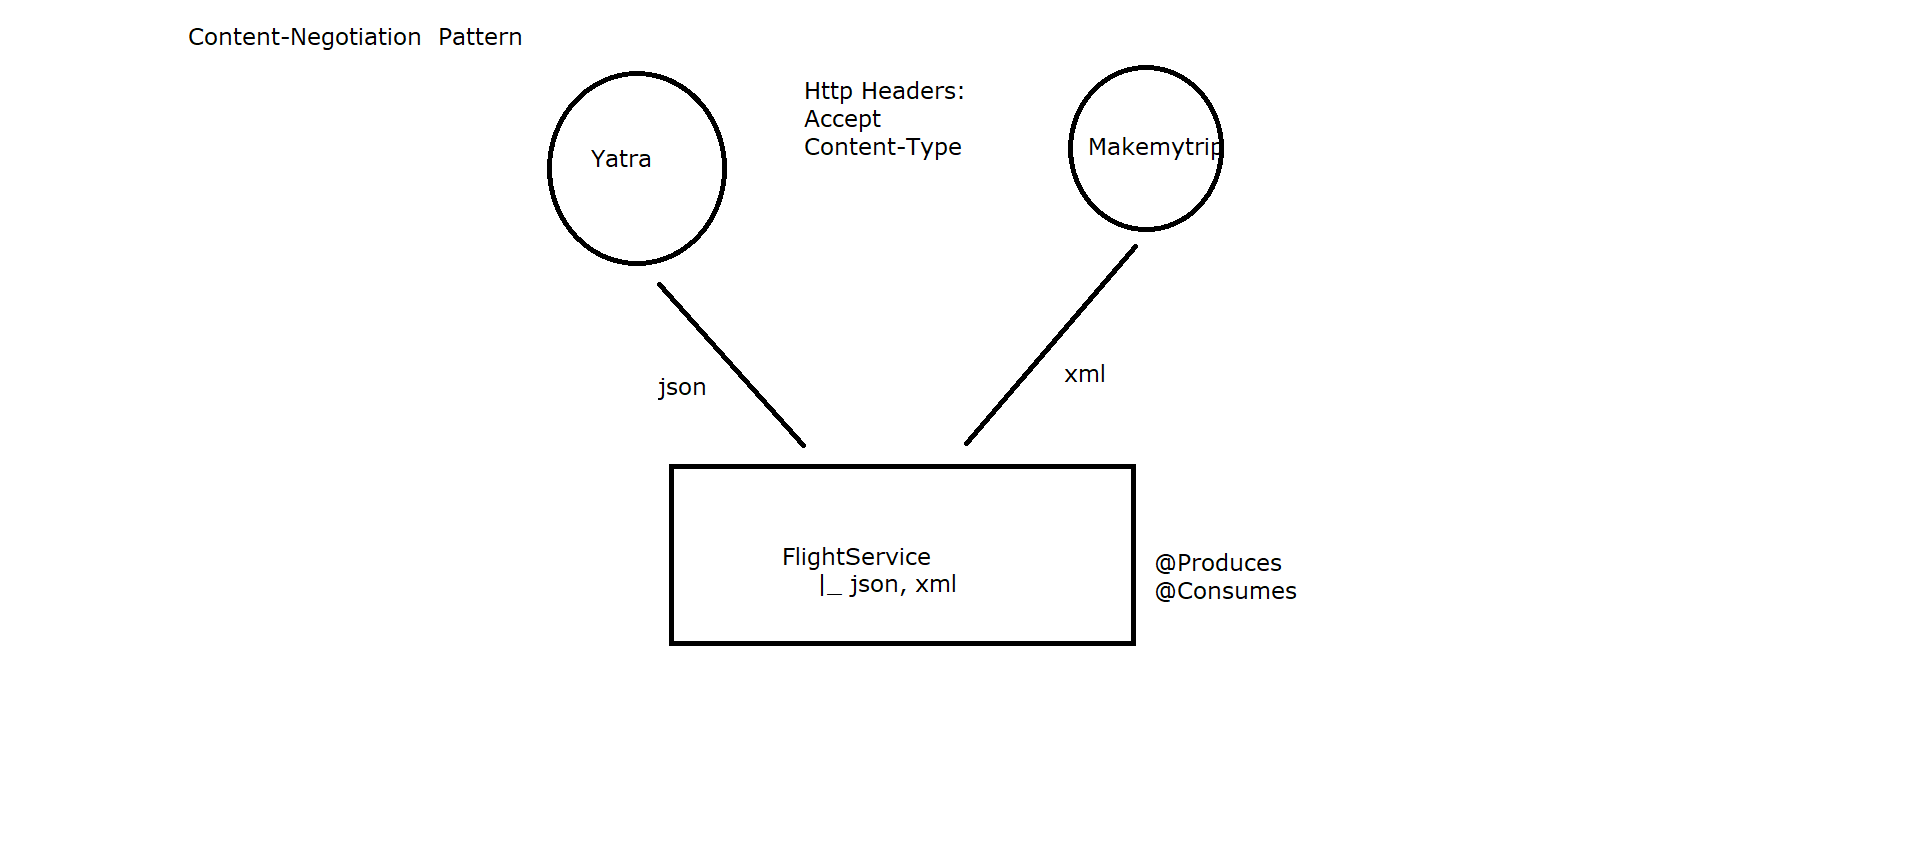 Content-Negotiation  Pattern
Http Headers:
Accept
Content-Type
Yatra
Makemytrip
json
xml
FlightService
|_ json, xml
@Produces
@Consumes